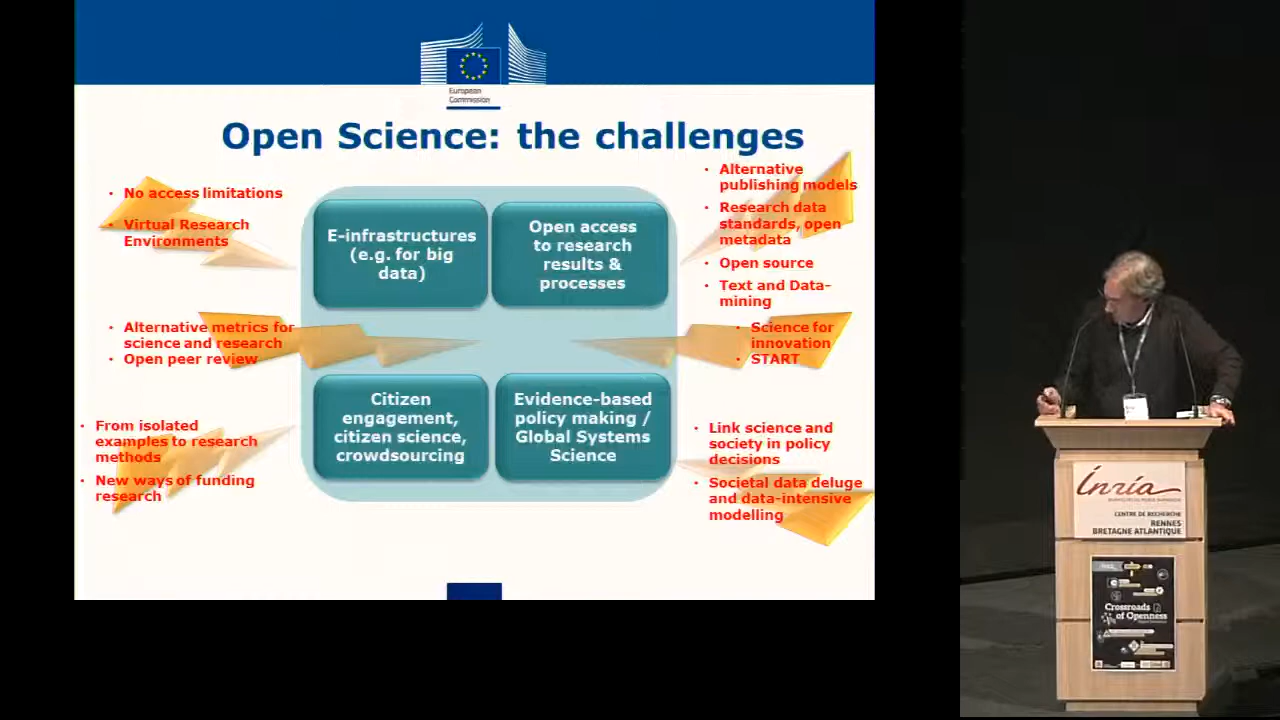 European
Commission
Open Science: the challenges
• No access limitations
• Virtual Research
Environments
E-infrastructures
(e.g. for big
data)
Open access
to research
results &
processes
• Alternative
publishing models
• Research data
standards, open
metadata
• Open source
• Text and Data-
mining
• Alternative metrics for
science and research
• Open peer review
• Science for
innovation
• START
• From isolated
examples to research
methods
• New ways of funding
research
Citizen
engagement,
citizen science,
crowdsourcing
Evidence-based
policy making /
Global Systems
Science
• Link science and
society in policy
decisions
• Societal data deluge
and data-intensive
modelling
Inria
CENTRE DE RECHERCHE
RENNES
BRETAGNE ATLANTIQUE
Crossroads
of Openness